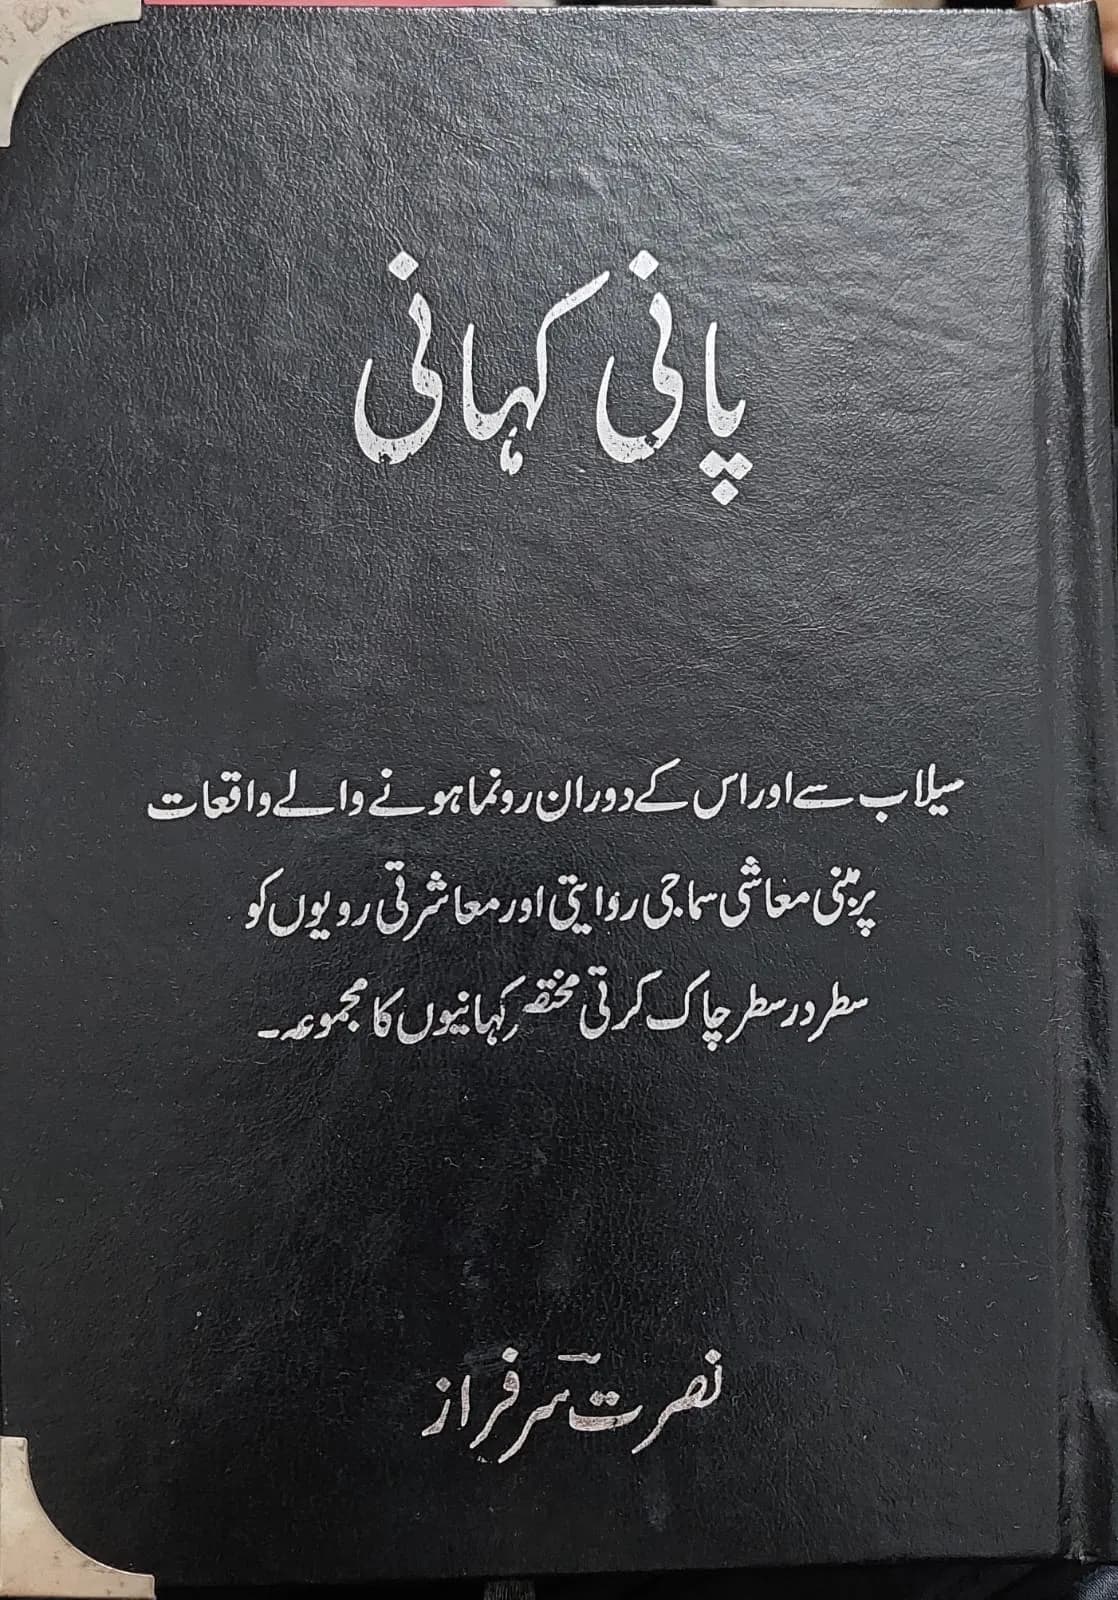 پانی کہانی
سیلاب سے اور اس کے دوران رونما ہونے والے واقعات
پر مبنی معاشی سماجی روایتی اور معاشرتی رویوں کو
سطر در سطر چاک کرتی مختصر کہانیوں کا مجموعہ۔
نصرت سرفراز